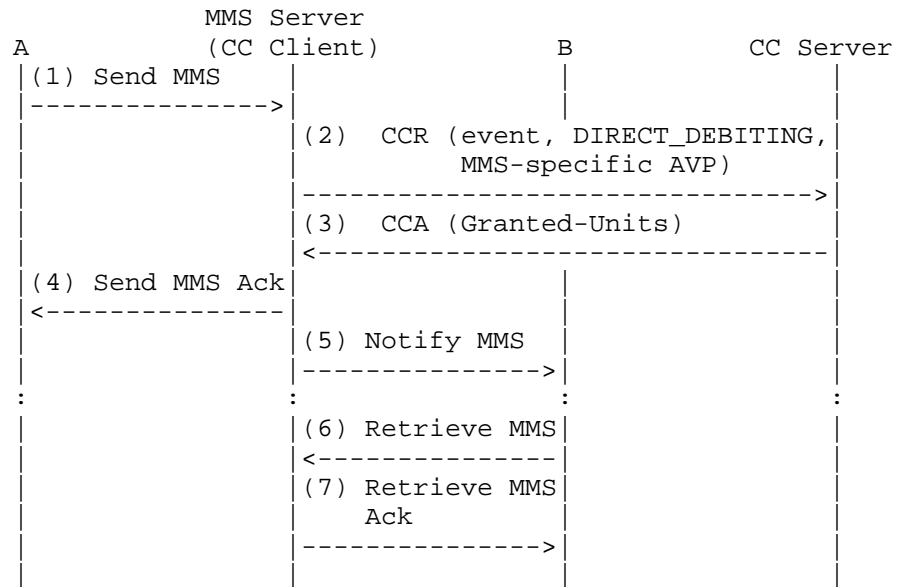 MMS Server
A (CC Client) B CC Server
(1) Send MMS
(2) CCR (event, DIRECT_DEBITING,
MMS-specific AVP)
(3) CCA (Granted-Units)
(4) Send MMS Ack
(5) Notify MMS
(6) Retrieve MMS
(7) Retrieve MMS
Ack